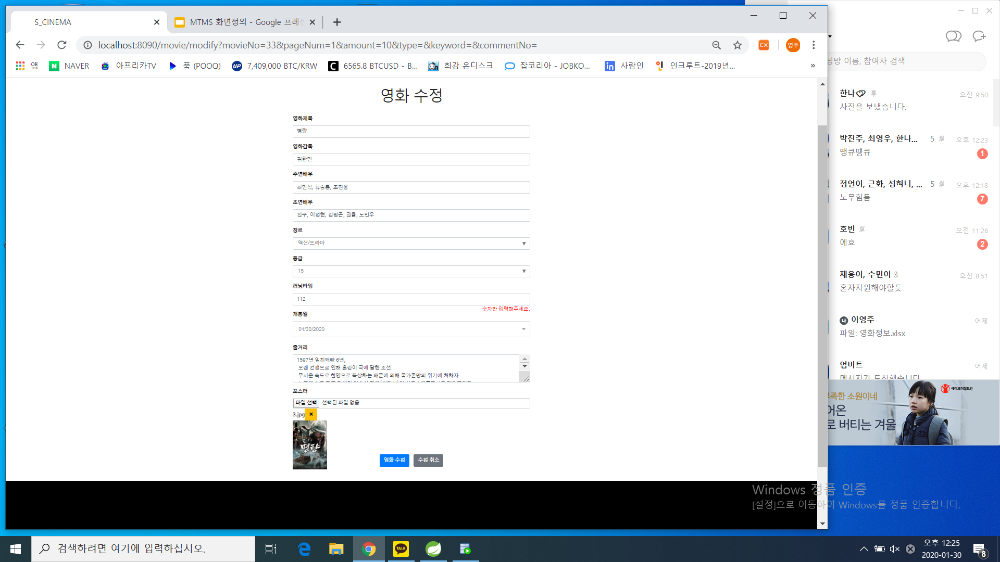 S_CINEMA
MTMS 화면정의 - Google 프레젠
localhost:8090/movie/modify?movieNo=33&pageNum=1&amount=10&type=&keyword=&commentNo=
EX
영주
앱
NAVER
아프리카TV
푹 (POOQ)
UP
7,409,000 BTC/KRW
6565.8 BTCUSD - B...
최강 온디스크
잡코리아 - JOBKO...
사람인
인크루트-2019년...
»
영화 수정
영화제목
명량
영화감독
김한민
주연배우
최민식, 류승룡, 조진웅
조연배우
진구, 이정현, 김명곤, 권율, 노민우
장르
액션/드라마
등급
15
러닝타임
112
숫자만 입력해주세요.
개봉일
01/30/2020
줄거리
1597년 임진왜란 6년,
오랜 전쟁으로 인해 혼란이 극에 달한 조선.
무서운 속도로 한양으로 북상하는 왜군에 의해 국가존망의 위기에 처하자
포스터
파일 선택 선택된 파일 없음
3.jpg
명량
영화 수정
수정 취소
팅방 이름, 참여자 검색
한나
오전 9:50
사진을 보냈습니다.
박진주, 최영우, 한나... 5
오후 12:23
땡큐떙큐
1
정언이, 근화, 성혀니, ... 5
오후 12:18
노무힘듬
7
호빈
오전 11:26
에효
2
재웅이, 수민이 3
오전 8:51
혼자지원해야할듯
나 이영주
어제
파일: 영화정보.xlsx
업비트
어제
메시지가 도착했습니다.
부족한 소원이네
어온
로 버티는 겨울
세이브더칠드런
Windows 정품 인증
[설정]으로 이동하여 Windows를 정품 인증합니다.
검색하려면 여기에 입력하십시오.
TALK
오후 12:25
2020-01-30
8